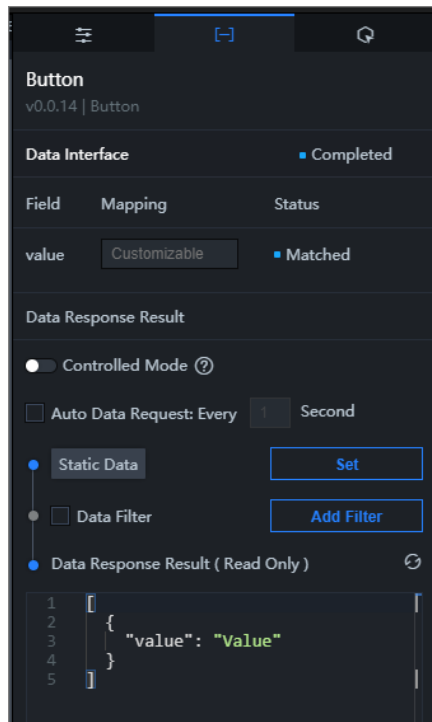 Button
v0.0.14 | Button
Data Interface Completed
Field Mapping Status
value Customizable Matched
Data Response Result
Controlled Mode ?
Auto Data Request: Every 1 Second
Static Data Set
Data Filter Add Filter
Data Response Result ( Read Only )
1 [
2 {
3 "value": "Value"
4 }
5 ]